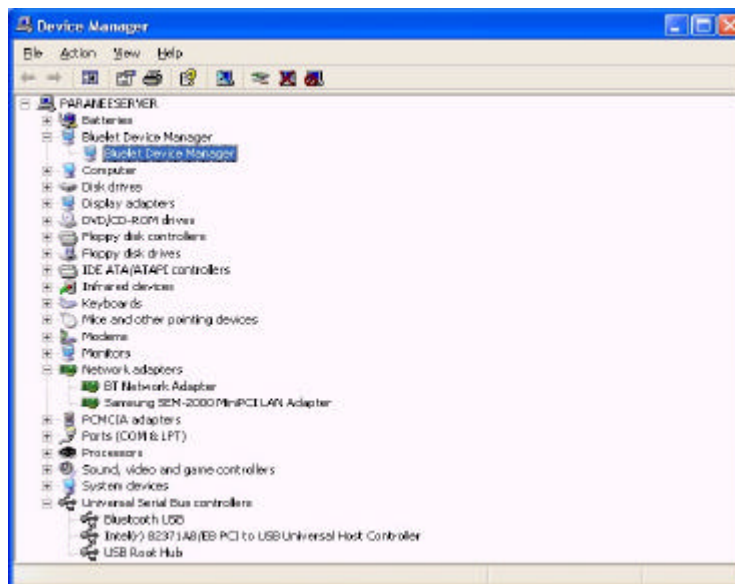 Device Manager
File Action View Help
PARANEESERVER
Batteries
Bluelet Device Manager
Bluelet Device Manager
Computer
Disk drives
Display adapters
DVD/CD-ROM drives
Floppy disk controllers
Floppy disk drives
IDE ATA/ATAPI controllers
Infrared devices
Keyboards
Mice and other pointing devices
Modems
Monitors
Network adapters
BT Network Adapter
Samsung SEM-2000 MiniPCI LAN Adapter
PCMCIA adapters
Ports (COM & LPT)
Processors
Sound, video and game controllers
System devices
Universal Serial Bus controllers
Bluetooth USB
Intel(r) 82371AB/EB PCI to USB Universal Host Controller
USB Root Hub